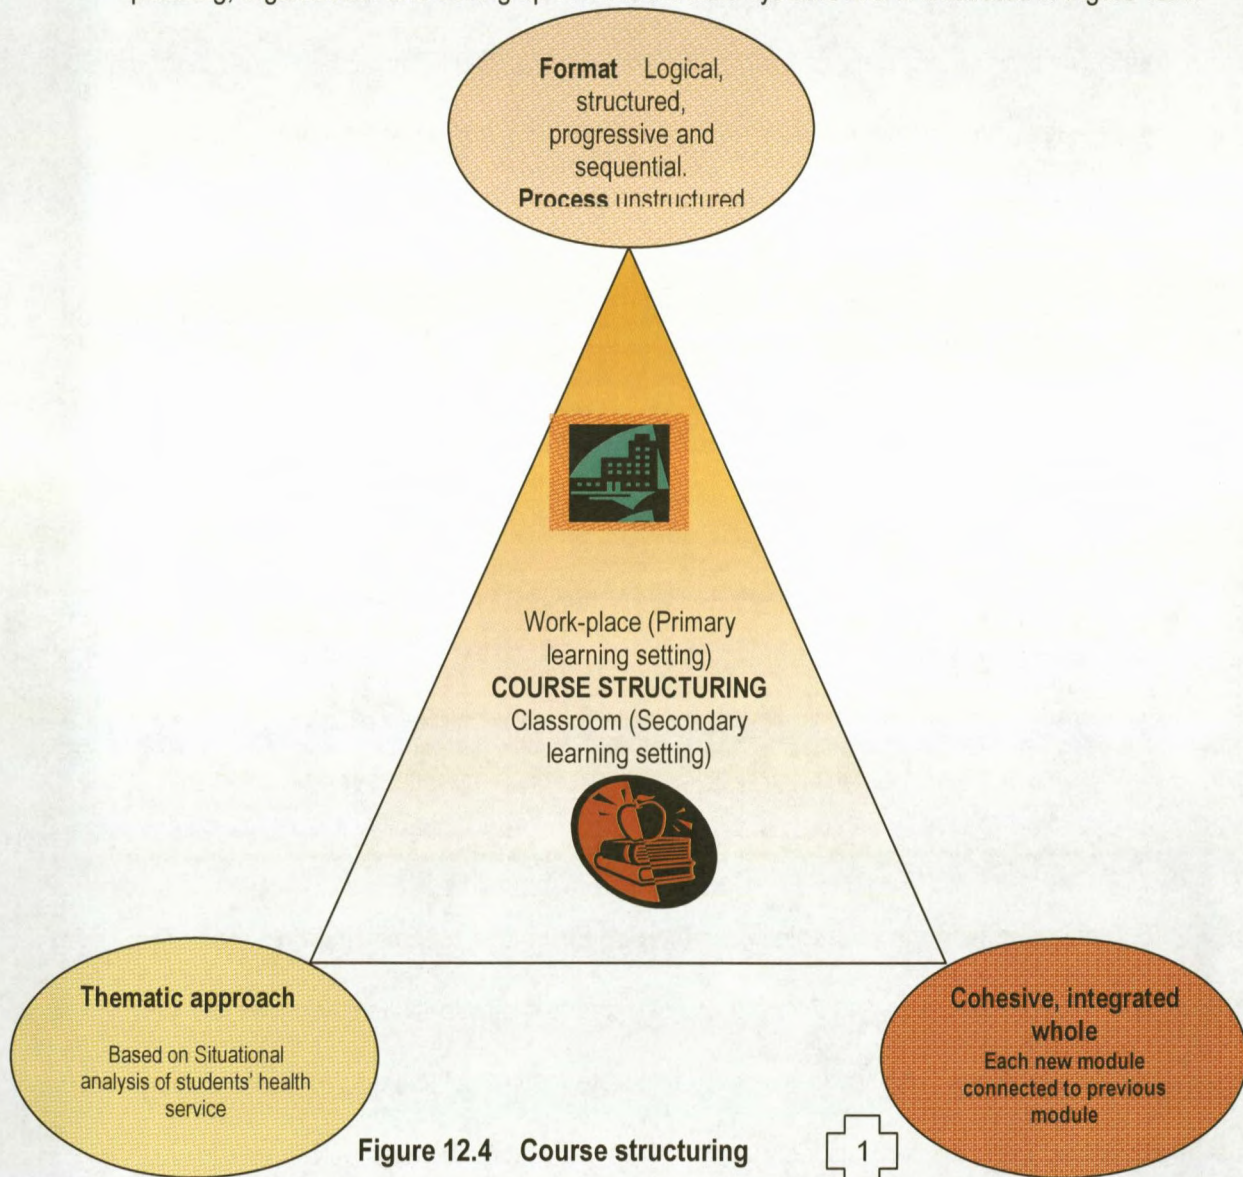 Format Logical,
structured,
progressive and
sequential.
Process unstructured
Work-place (Primary
learning setting)
COURSE STRUCTURING
Classroom (Secondary
learning setting)
Thematic approach
Based on Situational
analysis of students' health
service
Cohesive, integrated
whole
Each new module
connected to previous
module
Figure 12.4 Course structuring
1